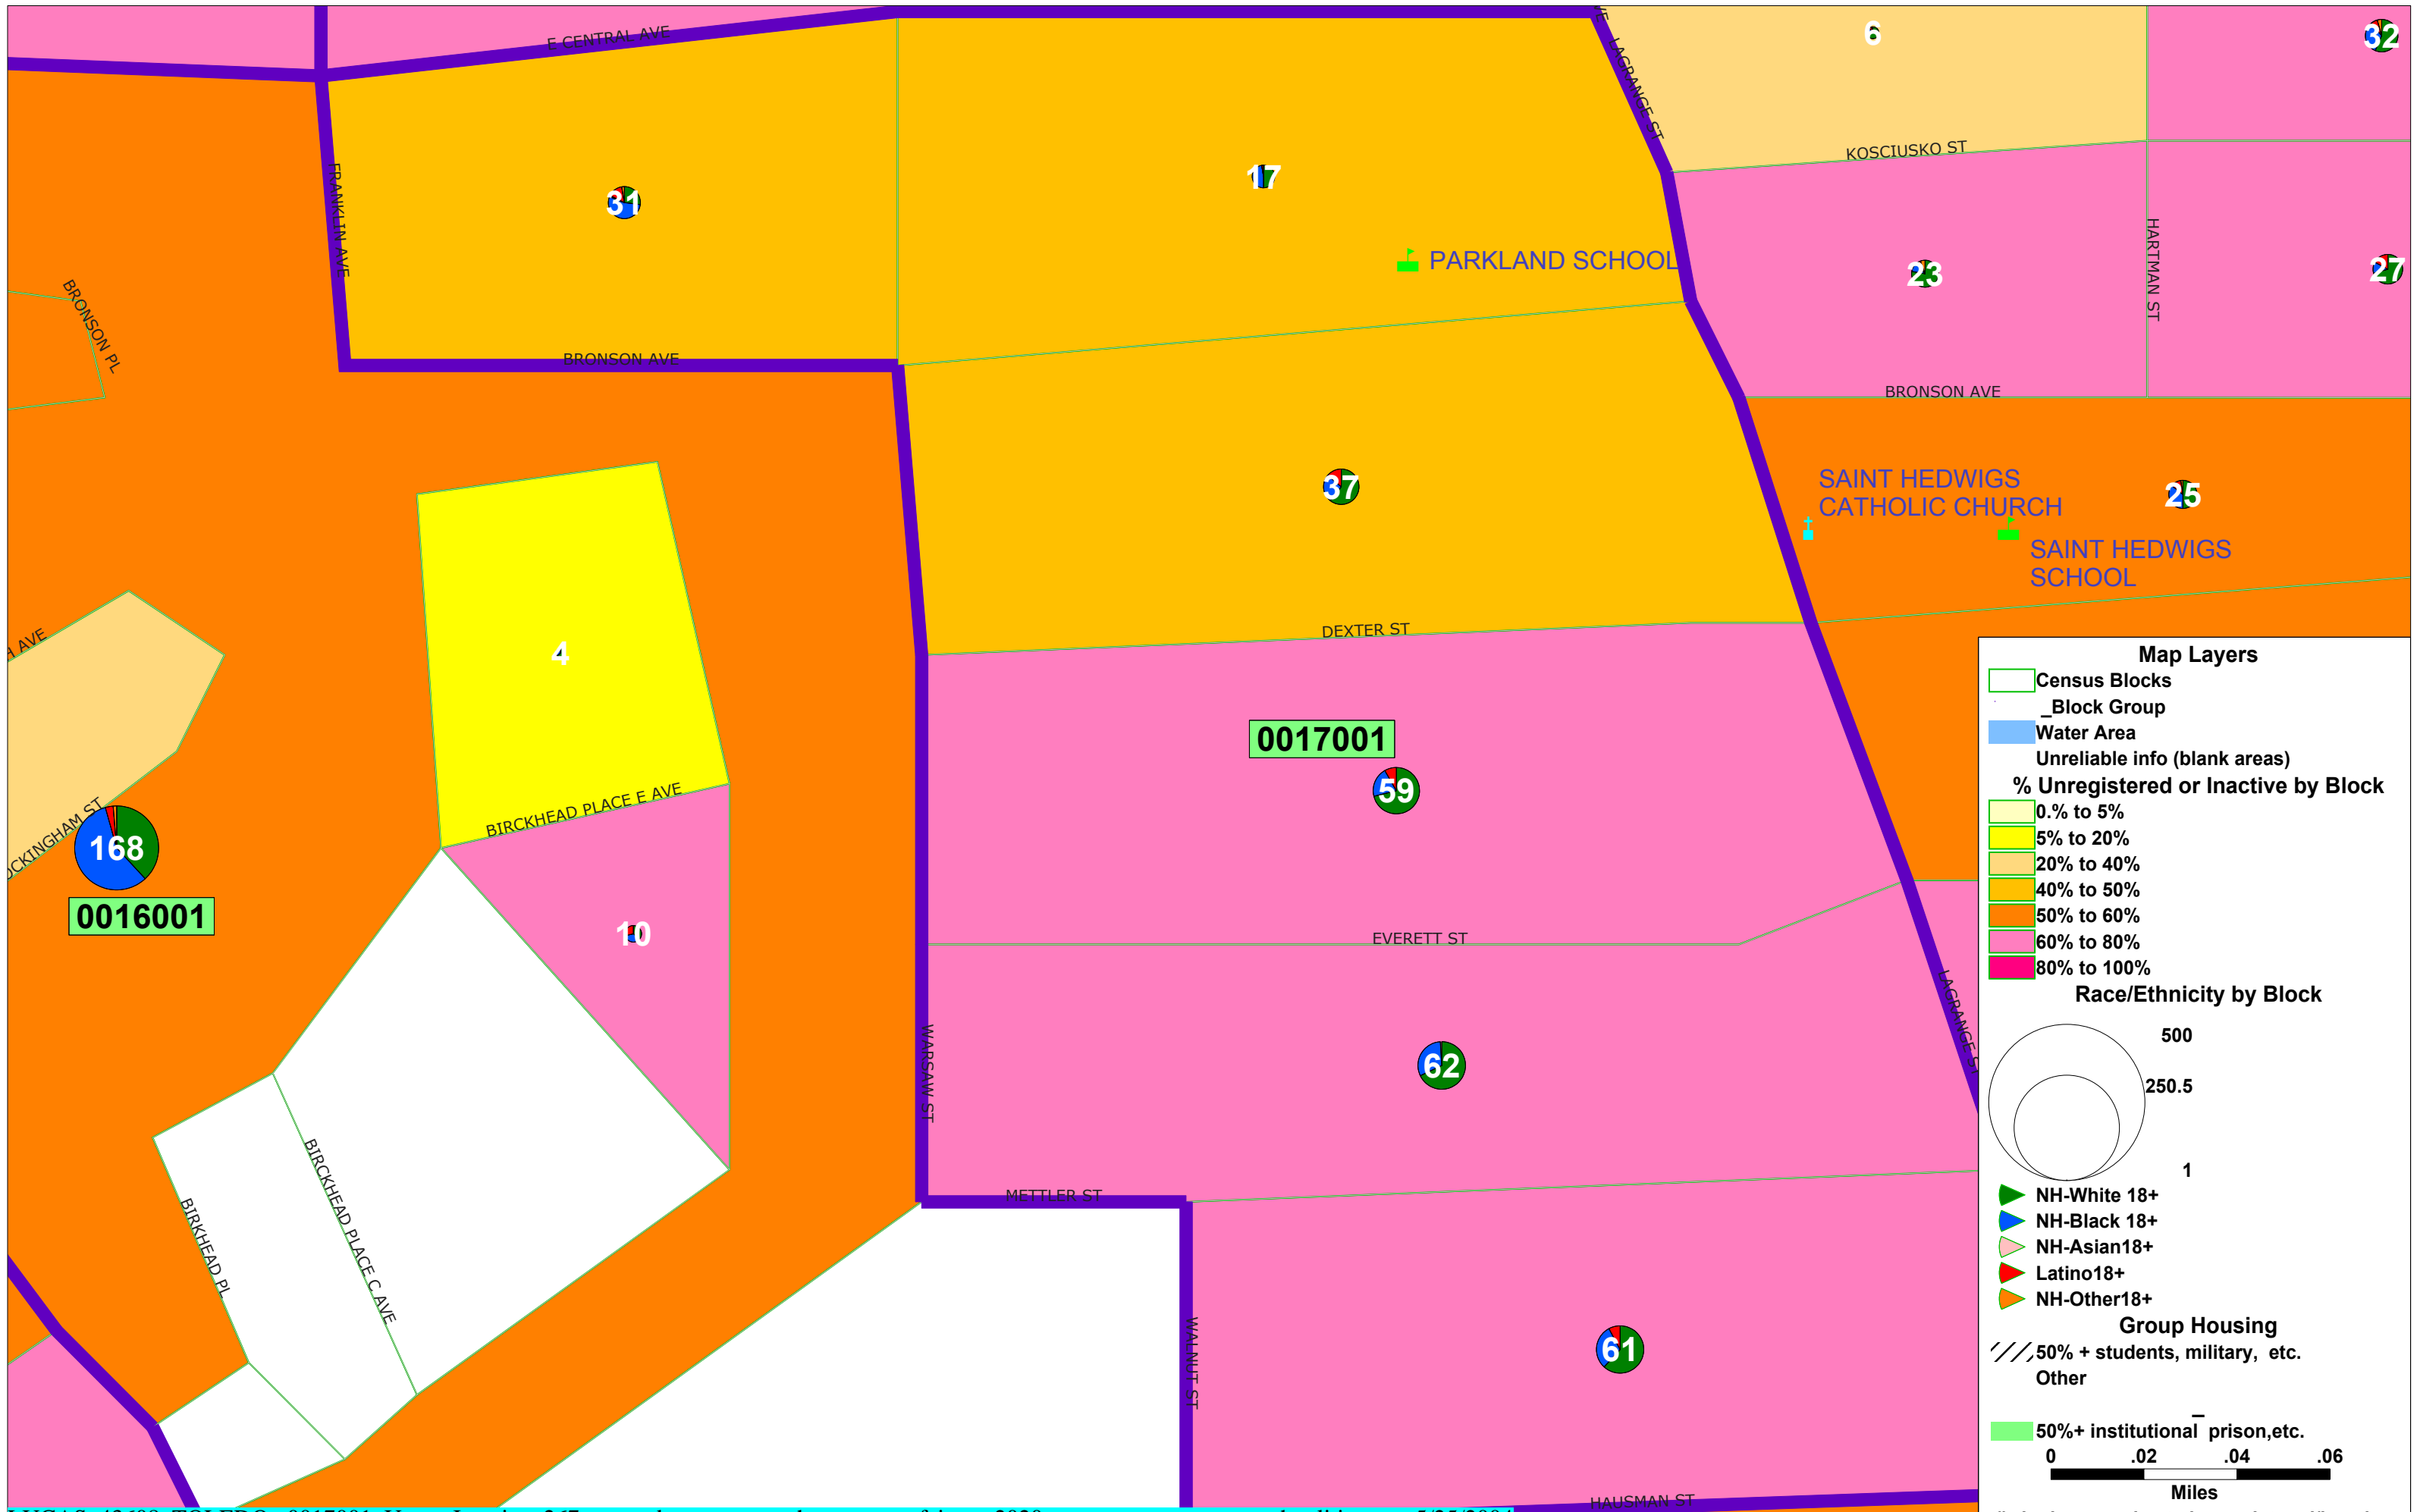 E CENTRAL AVE
LAGRANGE ST
6
32
KOSCIUSKO ST
FRANKLIN AVE
31
17
PARKLAND SCHOOL
23
HARTMAN ST
27
BRONSON PL
BRONSON AVE
BRONSON AVE
37
SAINT HEDWIGS
CATHOLIC CHURCH
25
SAINT HEDWIGS
SCHOOL
DEXTER ST
AVE
4
0017001
59
BIRCKHEAD PLACE E AVE
168
0016001
10
EVERETT ST
LAGRANGE
WARSAW ST
62
METTLER ST
BIRCKHEAD PLACE C AVE
BIRKHEAD PL
WALNUT ST
61
HAUSMAN ST
Map Layers
Census Blocks
_Block Group
Water Area
Unreliable info (blank areas)
% Unregistered or Inactive by Block
0.% to 5%
5% to 20%
20% to 40%
40% to 50%
50% to 60%
60% to 80%
80% to 100%
Race/Ethnicity by Block
500
250.5
1
NH-White 18+
NH-Black 18+
NH-Asian18+
Latino18+
NH-Other18+
Group Housing
50% + students, military, etc.
Other
_
50%+ institutional prison,etc.
0 .02 .04 .06
Miles